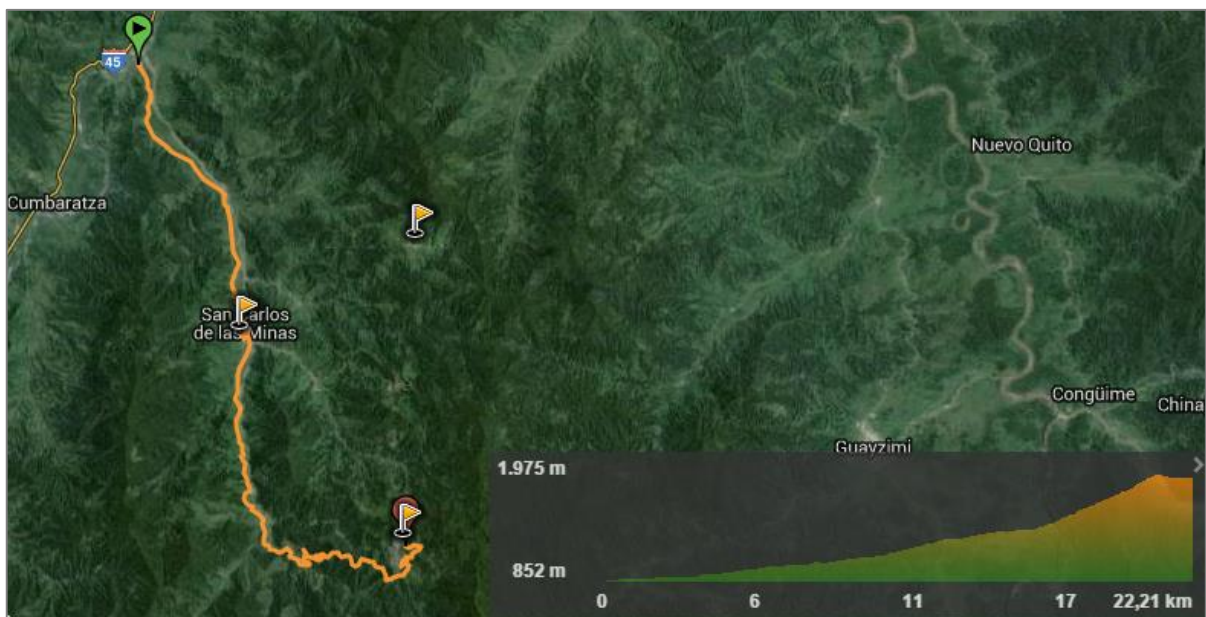 45
Nuevo Quito
Cumbaratza
San Carlos
de las Minas
Congüime
China
Guayzimi
1.975 m
852 m
0 6 11 17 22,21 km